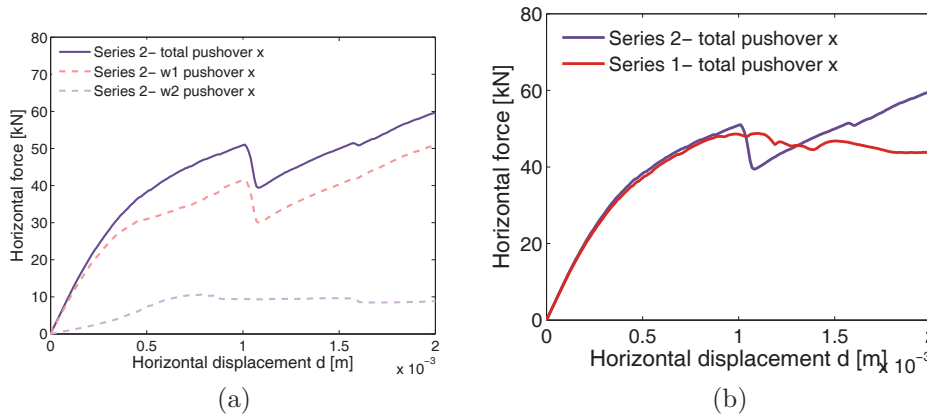 80
70
60
50
40
30
20
10
0
Horizontal force [kN]
Series 2– total pushover x
Series 2– w1 pushover x
Series 2– w2 pushover x
0 0.5 1 1.5 2
Horizontal displacement d [m]
x 10⁻³
(a)
80
60
40
20
0
Horizontal force [kN]
Series 2– total pushover x
Series 1– total pushover x
0 0.5 1 1.5 2
Horizontal displacement d [m]
x 10⁻³
(b)